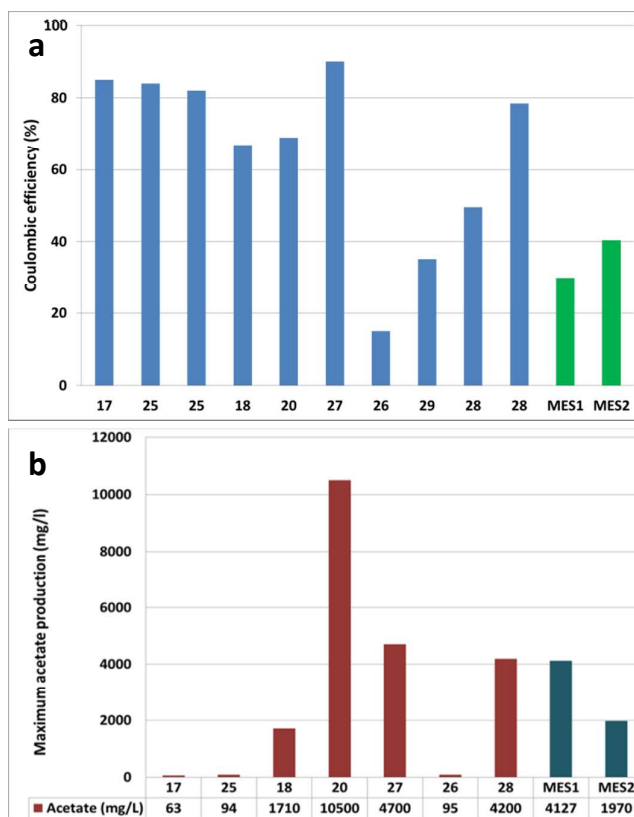 a
100
80
60
40
20
0
Coulombic efficiency (%)
17 25 25 18 20 27 26 29 28 28 MES1 MES2
b
12000
10000
8000
6000
4000
2000
0
Maximum acetate production (mg/l)
17 25 18 20 27 26 28 MES1 MES2
Acetate (mg/L) 63 94 1710 10500 4700 95 4200 4127 1970